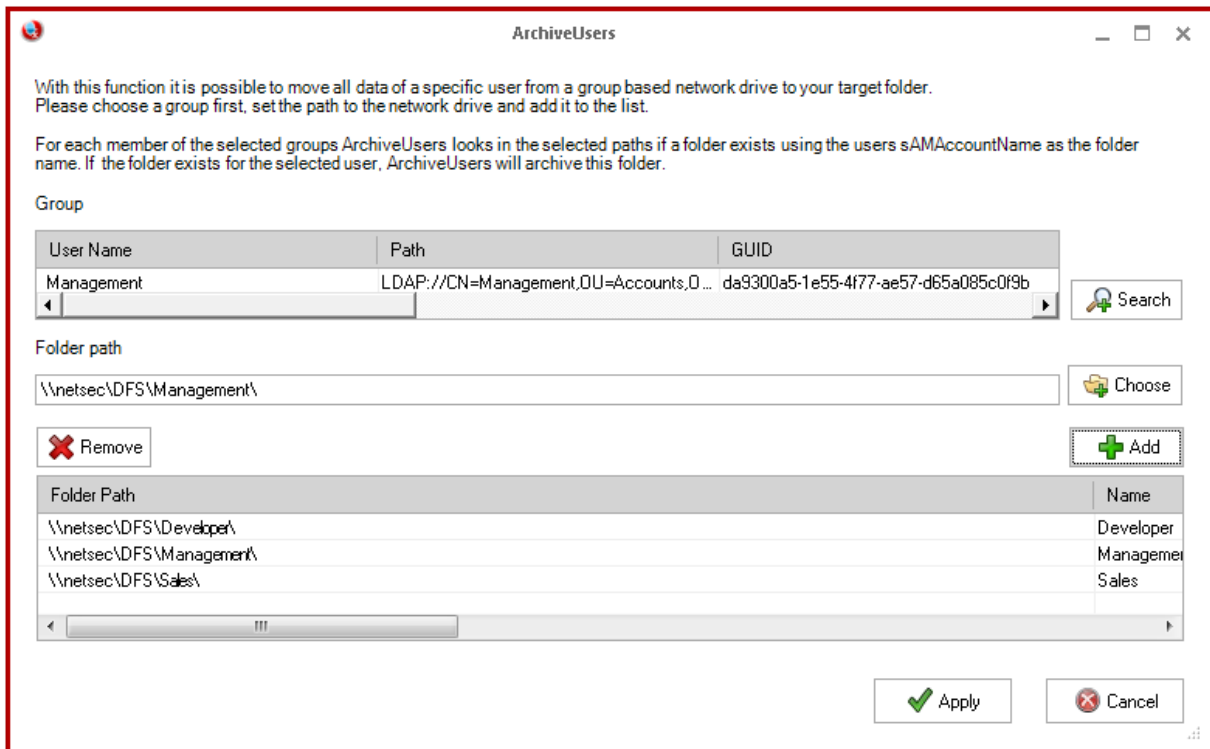 ArchiveUsers
With this function it is possible to move all data of a specific user from a group based network drive to your target folder.
Please choose a group first, set the path to the network drive and add it to the list.
For each member of the selected groups ArchiveUsers looks in the selected paths if a folder exists using the users sAMAccountName as the folder
name. If the folder exists for the selected user, ArchiveUsers will archive this folder.
Group
User Name Path GUID
Management LDAP://CN=Management,OU=Accounts,O... da9300a5-1e55-4f77-ae57-d65a085c0f9b
Search
Folder path
\\netsec\DFS\Management\ Choose
Remove Add
Folder Path Name
\\netsec\DFS\Developer\ Developer
\\netsec\DFS\Management\ Managemer
\\netsec\DFS\Sales\ Sales
Apply Cancel